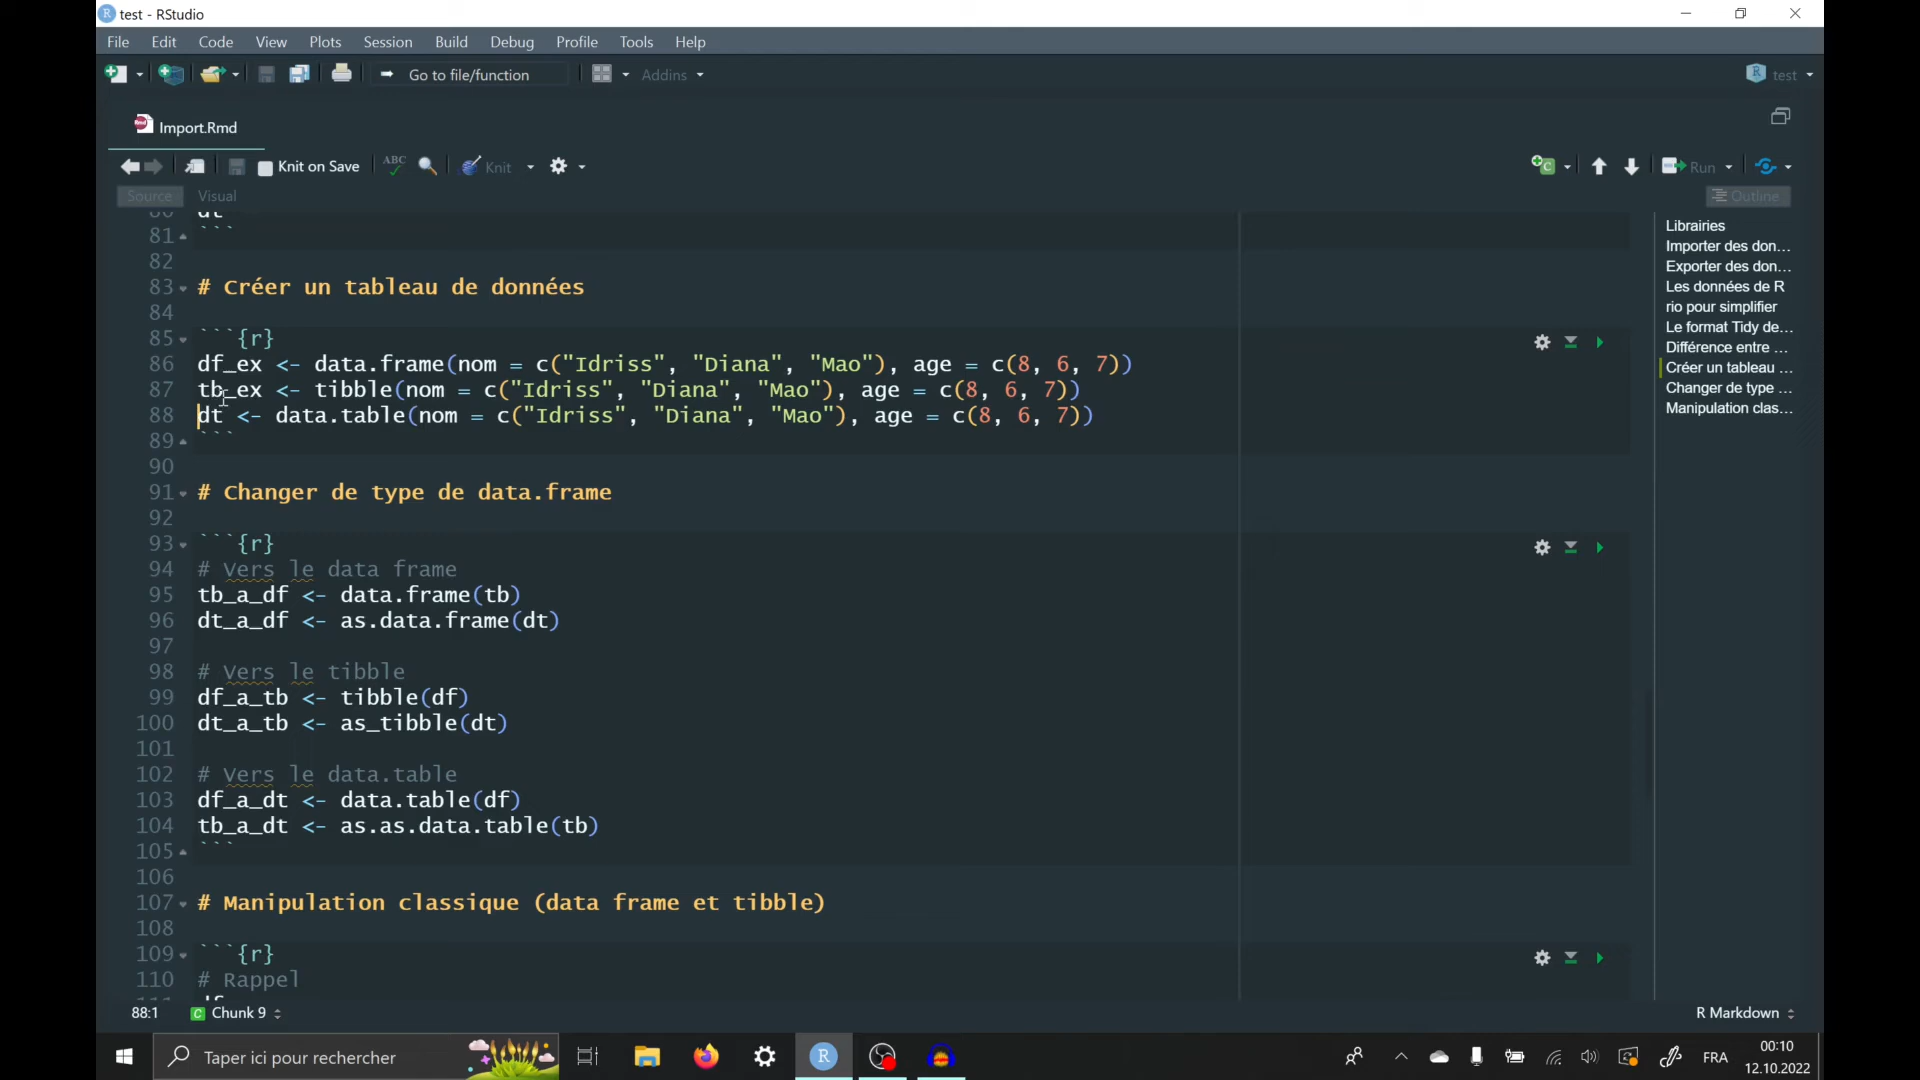 test - RStudio
File Edit Code View Plots Session Build Debug Profile Tools Help
Go to file/function Addins test
Import.Rmd
Knit on Save ABC Knit Run
Source Visual Outline
80 dt
81 ```
82
83 # Créer un tableau de données
84
85 ```{r}
86 df_ex <- data.frame(nom = c("Idriss", "Diana", "Mao"), age = c(8, 6, 7))
87 tb_ex <- tibble(nom = c("Idriss", "Diana", "Mao"), age = c(8, 6, 7))
88 dt <- data.table(nom = c("Idriss", "Diana", "Mao"), age = c(8, 6, 7))
89 ```
90
91 # Changer de type de data.frame
92
93 ```{r}
94 # Vers le data frame
95 tb_a_df <- data.frame(tb)
96 dt_a_df <- as.data.frame(dt)
97
98 # Vers le tibble
99 df_a_tb <- tibble(df)
100 dt_a_tb <- as_tibble(dt)
101
102 # Vers le data.table
103 df_a_dt <- data.table(df)
104 tb_a_dt <- as.as.data.table(tb)
105 ```
106
107 # Manipulation classique (data frame et tibble)
108
109 ```{r}
110 # Rappel
Librairies
Importer des don...
Exporter des don...
Les données de R
rio pour simplifier
Le format Tidy de...
Différence entre ...
Créer un tableau ...
Changer de type ...
Manipulation clas...
88:1 Chunk 9 R Markdown
Taper ici pour rechercher
FRA
00:10
12.10.2022